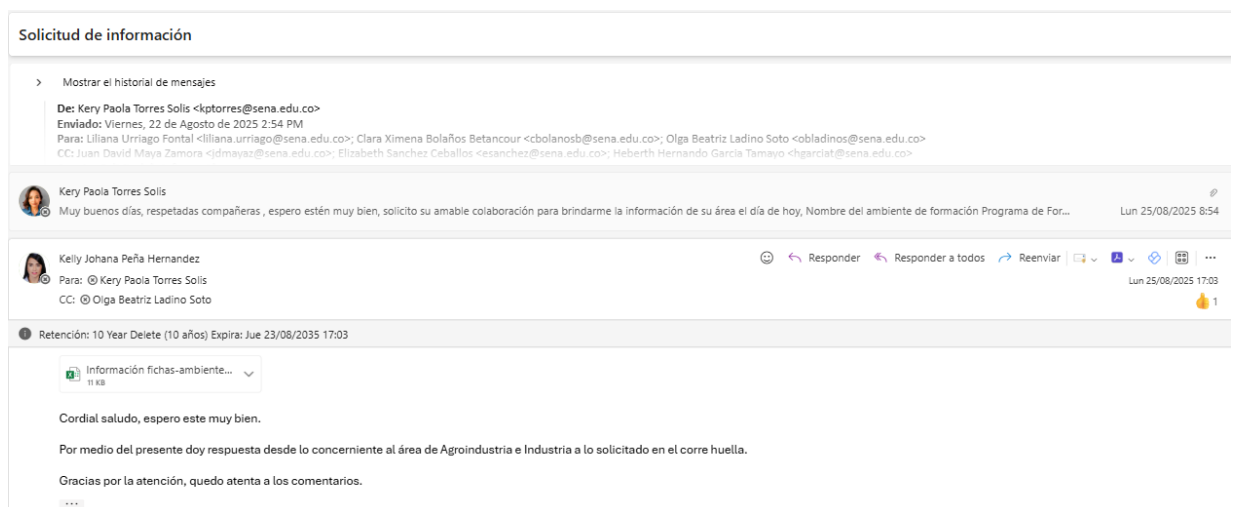 Solicitud de información
Mostrar el historial de mensajes
De: Kery Paola Torres Solis <kptorres@sena.edu.co>
Enviado: Viernes, 22 de Agosto de 2025 2:54 PM
Para: Liliana Urriago Fontal <liliana.urriago@sena.edu.co>; Clara Ximena Bolaños Betancour <cbolanosb@sena.edu.co>; Olga Beatriz Ladino Soto <obladinos@sena.edu.co>
CC: Juan David Maya Zamora <jdmayaz@sena.edu.co>; Elizabeth Sanchez Ceballos <esanchez@sena.edu.co>; Heberth Hernando Garcia Tamayo <hgarciat@sena.edu.co>
Kery Paola Torres Solis
Muy buenos días, respetadas compañeras , espero estén muy bien, solicito su amable colaboración para brindarme la información de su área el día de hoy, Nombre del ambiente de formación Programa de For... Lun 25/08/2025 8:54
Kelly Johana Peña Hernandez Responder Responder a todos Reenviar
Para: Kery Paola Torres Solis Lun 25/08/2025 17:03
CC: Olga Beatriz Ladino Soto 1
Retención: 10 Year Delete (10 años) Expira: Jue 23/08/2035 17:03
Información fichas-ambiente...
11 KB
Cordial saludo, espero este muy bien.
Por medio del presente doy respuesta desde lo concerniente al área de Agroindustria e Industria a lo solicitado en el corre huella.
Gracias por la atención, quedo atenta a los comentarios.
...